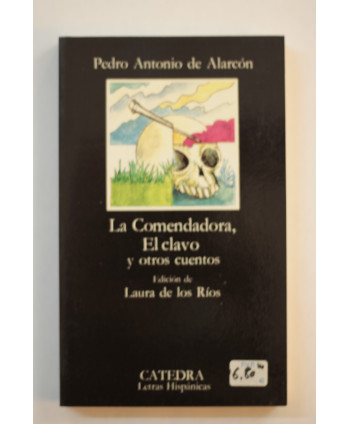 Pedro Antonio de Alarcón
La Comendadora,
El clavo
y otros cuentos
Edición de
Laura de los Ríos
CATEDRA
Letras Hispánicas